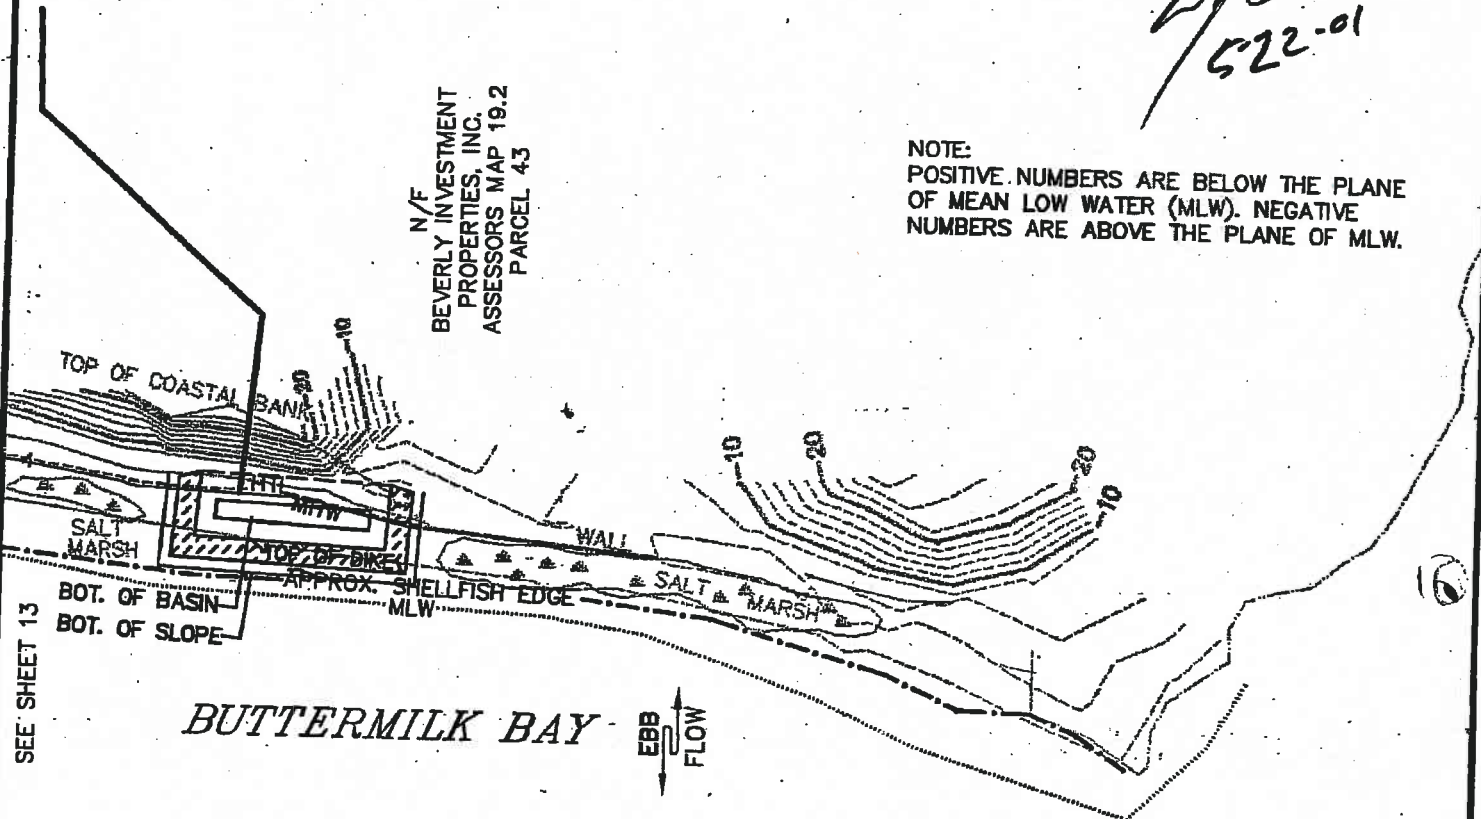 522-01
NOTE:
POSITIVE NUMBERS ARE BELOW THE PLANE
OF MEAN LOW WATER (MLW). NEGATIVE
NUMBERS ARE ABOVE THE PLANE OF MLW.
N/F
BEVERLY INVESTMENT
PROPERTIES, INC.
ASSESSORS MAP 19.2
PARCEL 43
TOP OF COASTAL BANK
-20
-10
-10
-20
-20
-10
HTL
MHW
SALT
MARSH
TOP OF DIKE
WALL
SALT MARSH
APPROX. SHELLFISH EDGE
MLW
BOT. OF BASIN
BOT. OF SLOPE
SEE SHEET 13
BUTTERMILK BAY
EBB
FLOW